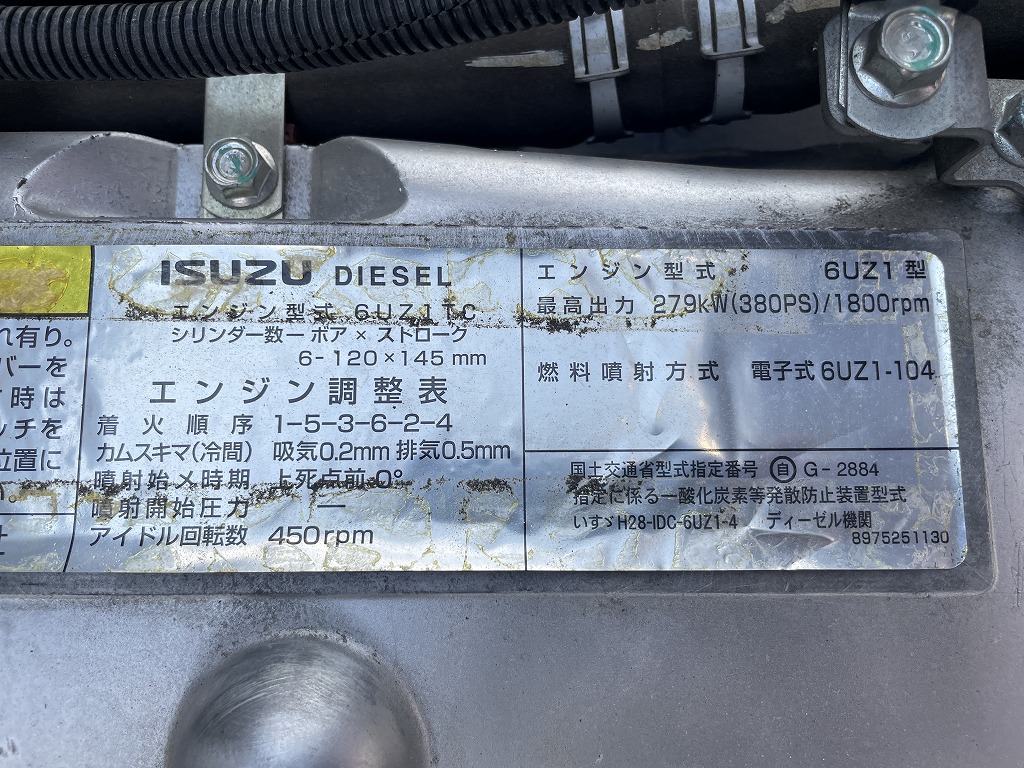 れ有り。
バーを
時は
ッチを
位置に
ISUZU DIESEL
エンジン型式 6UZ1TC
シリンダー数－ボア×ストローク
6-120×145mm
エンジン調整表
着火順序 1-5-3-6-2-4
カムスキマ(冷間) 吸気0.2mm 排気0.5mm
噴射始メ時期 上死点前 0°
噴射開始圧力 ―
アイドル回転数 450rpm
エンジン型式 6UZ1型
最高出力 279kW(380PS)/1800rpm
燃料噴射方式 電子式6UZ1-104
国土交通省型式指定番号 自 G-2884
指定に係る一酸化炭素等発散防止装置型式
いすゞH28-IDC-6UZ1-4 ディーゼル機関
8975251130